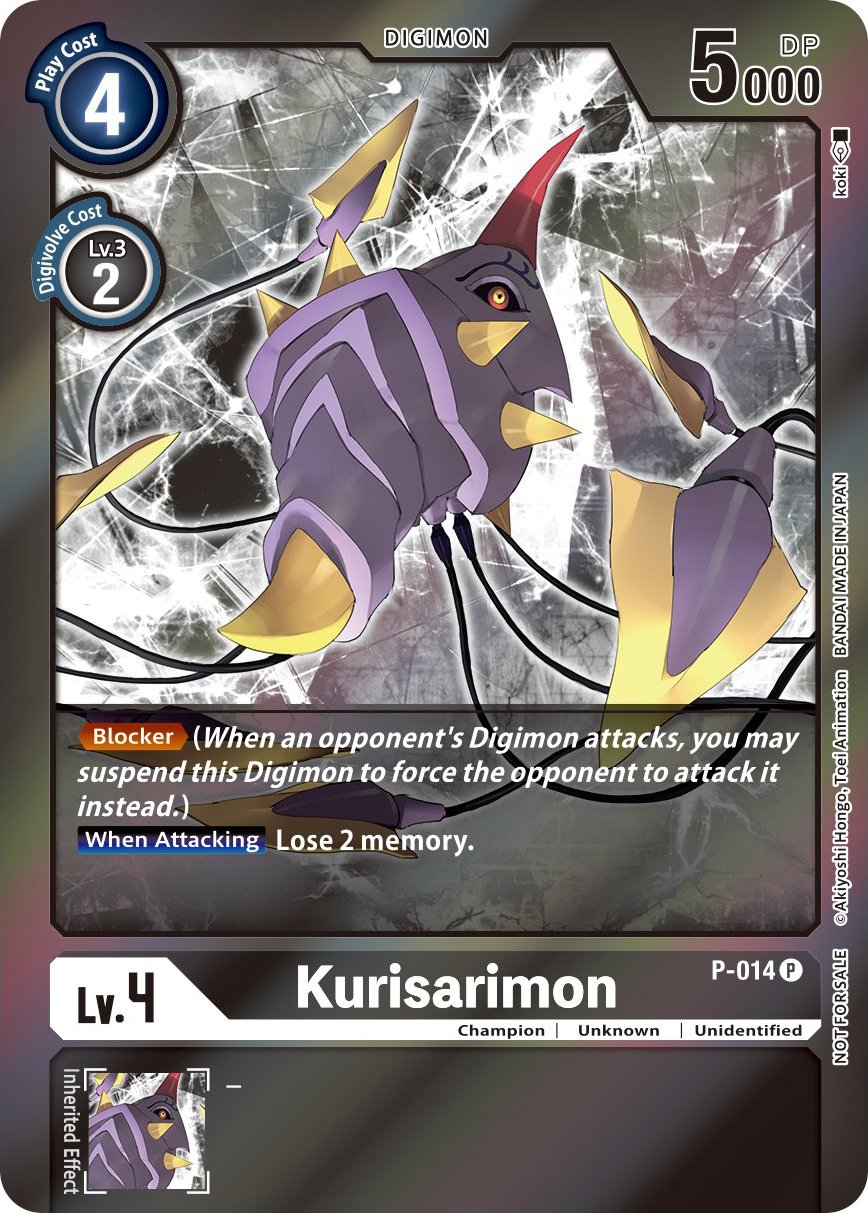 DIGIMON
Play Cost
4
5000
DP
Digivolve Cost
Lv.3
2
koki
Blocker (When an opponent's Digimon attacks, you may
suspend this Digimon to force the opponent to attack it
instead.)
When Attacking Lose 2 memory.
©Akiyoshi Hongo, Toei Animation BANDAI MADE IN JAPAN
NOT FOR SALE
Lv.4
Kurisarimon
P-014 P
Champion | Unknown | Unidentified
Inherited Effect
–